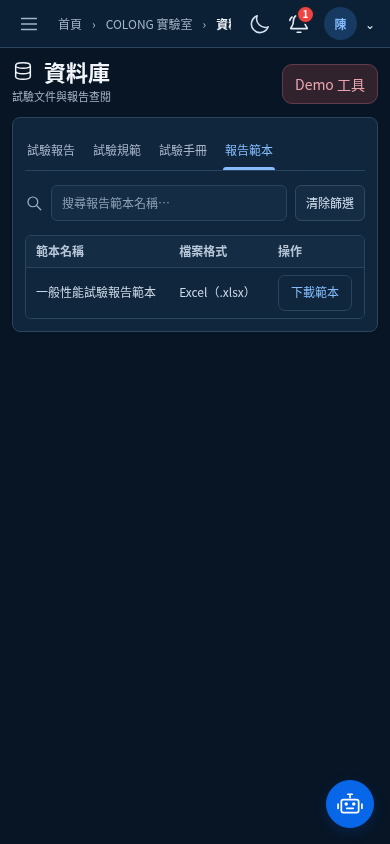 首頁 › COLONG 實驗室 › 資料
1
陳
資料庫
試驗文件與報告查閱
Demo 工具
試驗報告 試驗規範 試驗手冊 報告範本
搜尋報告範本名稱…
清除篩選
範本名稱 檔案格式 操作
一般性能試驗報告範本 Excel（.xlsx） 下載範本